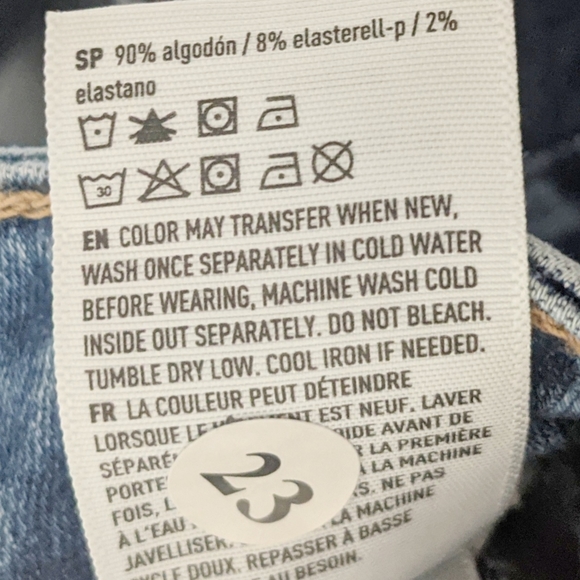 SP 90% algodón / 8% elasterell-p / 2%
elastano
30
EN COLOR MAY TRANSFER WHEN NEW,
WASH ONCE SEPARATELY IN COLD WATER
BEFORE WEARING, MACHINE WASH COLD
INSIDE OUT SEPARATELY. DO NOT BLEACH.
TUMBLE DRY LOW. COOL IRON IF NEEDED.
FR LA COULEUR PEUT DÉTEINDRE
LORSQUE LE EST NEUF. LAVER
AVANT DE
PORTE LA PREMIÈRE
FOIS, LA MACHINE
À L'EAU NE PAS
JAVELLISER. LA MACHINE
DOUX. REPASSER À BASSE
BESOIN.
23